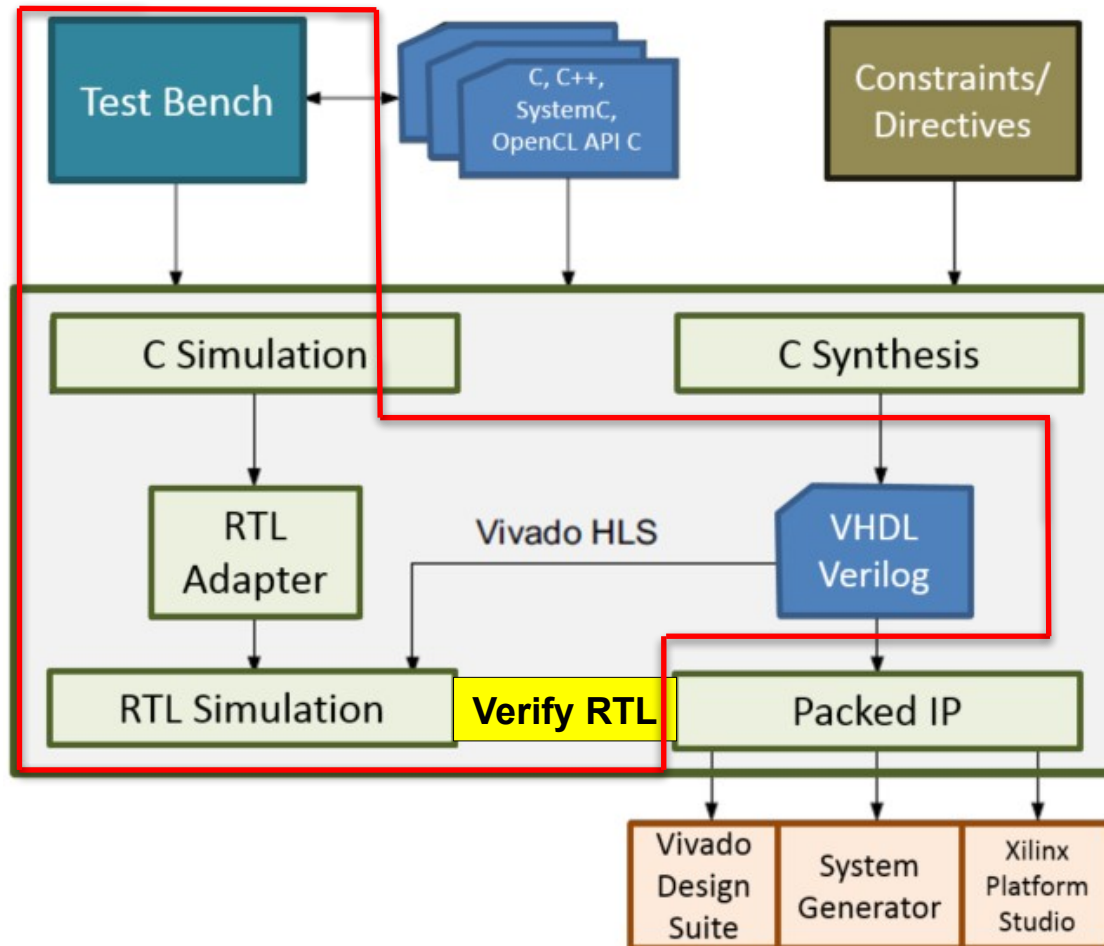 Test Bench
C, C++,
SystemC,
OpenCL API C
Constraints/
Directives
C Simulation
C Synthesis
RTL
Adapter
Vivado HLS
VHDL
Verilog
RTL Simulation
Verify RTL
Packed IP
Vivado
Design
Suite
System
Generator
Xilinx
Platform
Studio